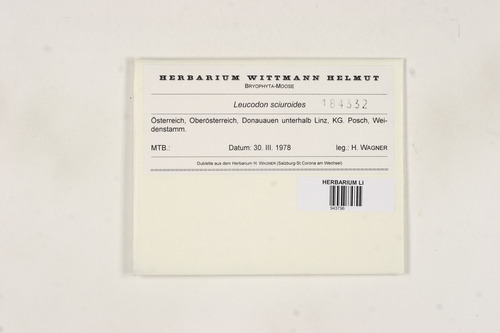 HERBARIUM WITTMANN HELMUT
BRYOPHYTA-MOOSE
Leucodon sciuroides 184332
Österreich, Oberösterreich, Donauauen unterhalb Linz, KG. Posch, Wei-
denstamm.
MTB.: Datum: 30. III. 1978 leg.: H. WAGNER
Dublette aus dem Herbarium H. WAGNER (Salzburg-St.Corona am Wechsel)
HERBARIUM LI
943796